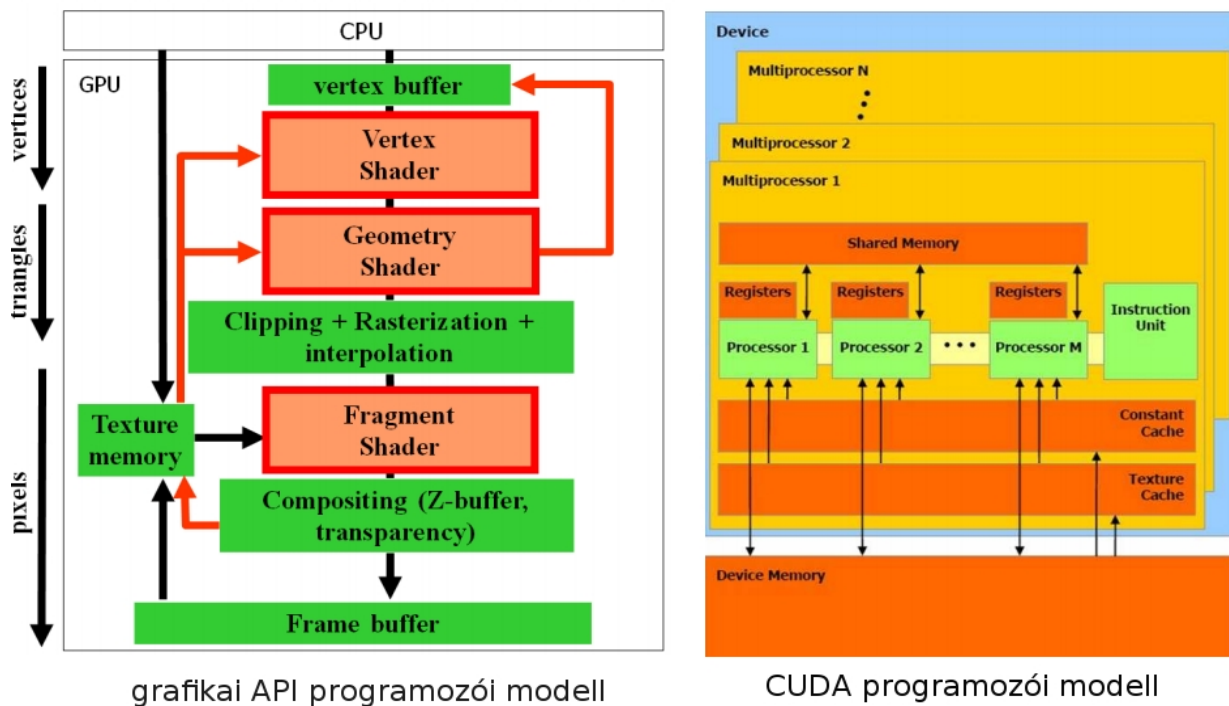 CPU
GPU
vertices
triangles
pixels
vertex buffer
Vertex
Shader
Geometry
Shader
Clipping + Rasterization +
interpolation
Texture
memory
Fragment
Shader
Compositing (Z-buffer,
transparency)
Frame buffer
grafikai API programozói modell
Device
Multiprocessor N
Multiprocessor 2
Multiprocessor 1
Shared Memory
Registers
Registers
Registers
Instruction
Unit
Processor 1
Processor 2
Processor M
Constant
Cache
Texture
Cache
Device Memory
CUDA programozói modell